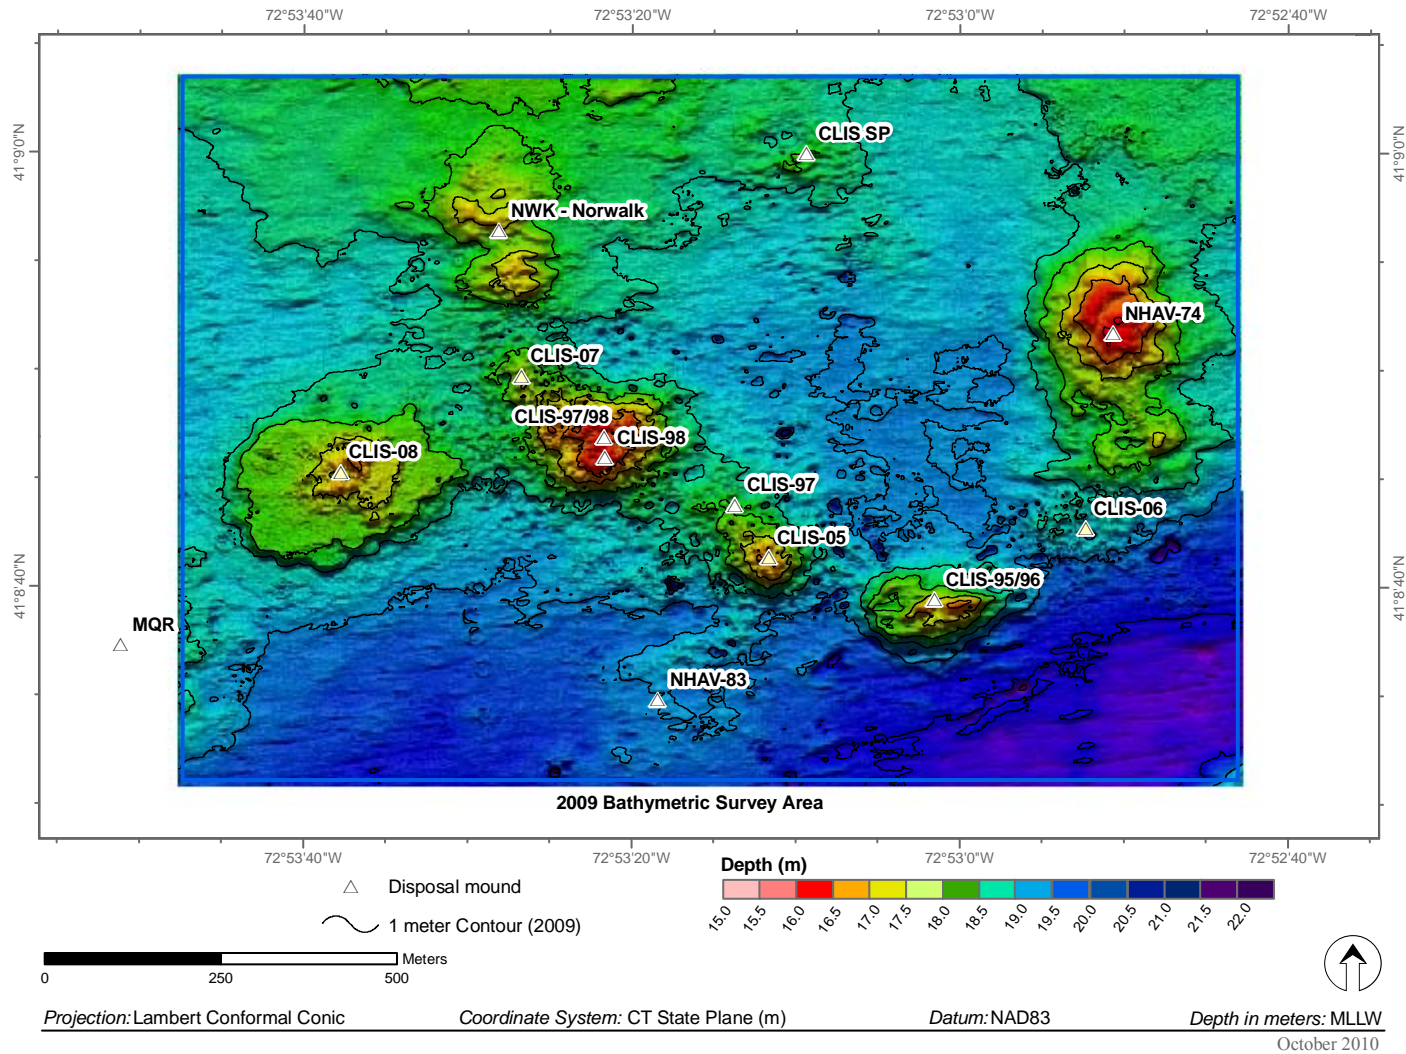 72°53'40"W 72°53'20"W 72°53'0"W 72°52'40"W
41°9'0"N
41°9'0"N
CLIS SP
NWK - Norwalk
NHAV-74
CLIS-07
CLIS-97/98
CLIS-98
CLIS-08
CLIS-97
CLIS-06
CLIS-05
CLIS-95/96
41°8'40"N
41°8'40"N
MQR
NHAV-83
2009 Bathymetric Survey Area
72°53'40"W 72°53'20"W 72°53'0"W 72°52'40"W
Disposal mound
1 meter Contour (2009)
Depth (m)
15.0 15.5 16.0 16.5 17.0 17.5 18.0 18.5 19.0 19.5 20.0 20.5 21.0 21.5 22.0
Meters
0 250 500
Projection: Lambert Conformal Conic Coordinate System: CT State Plane (m) Datum: NAD83 Depth in meters: MLLW
October 2010